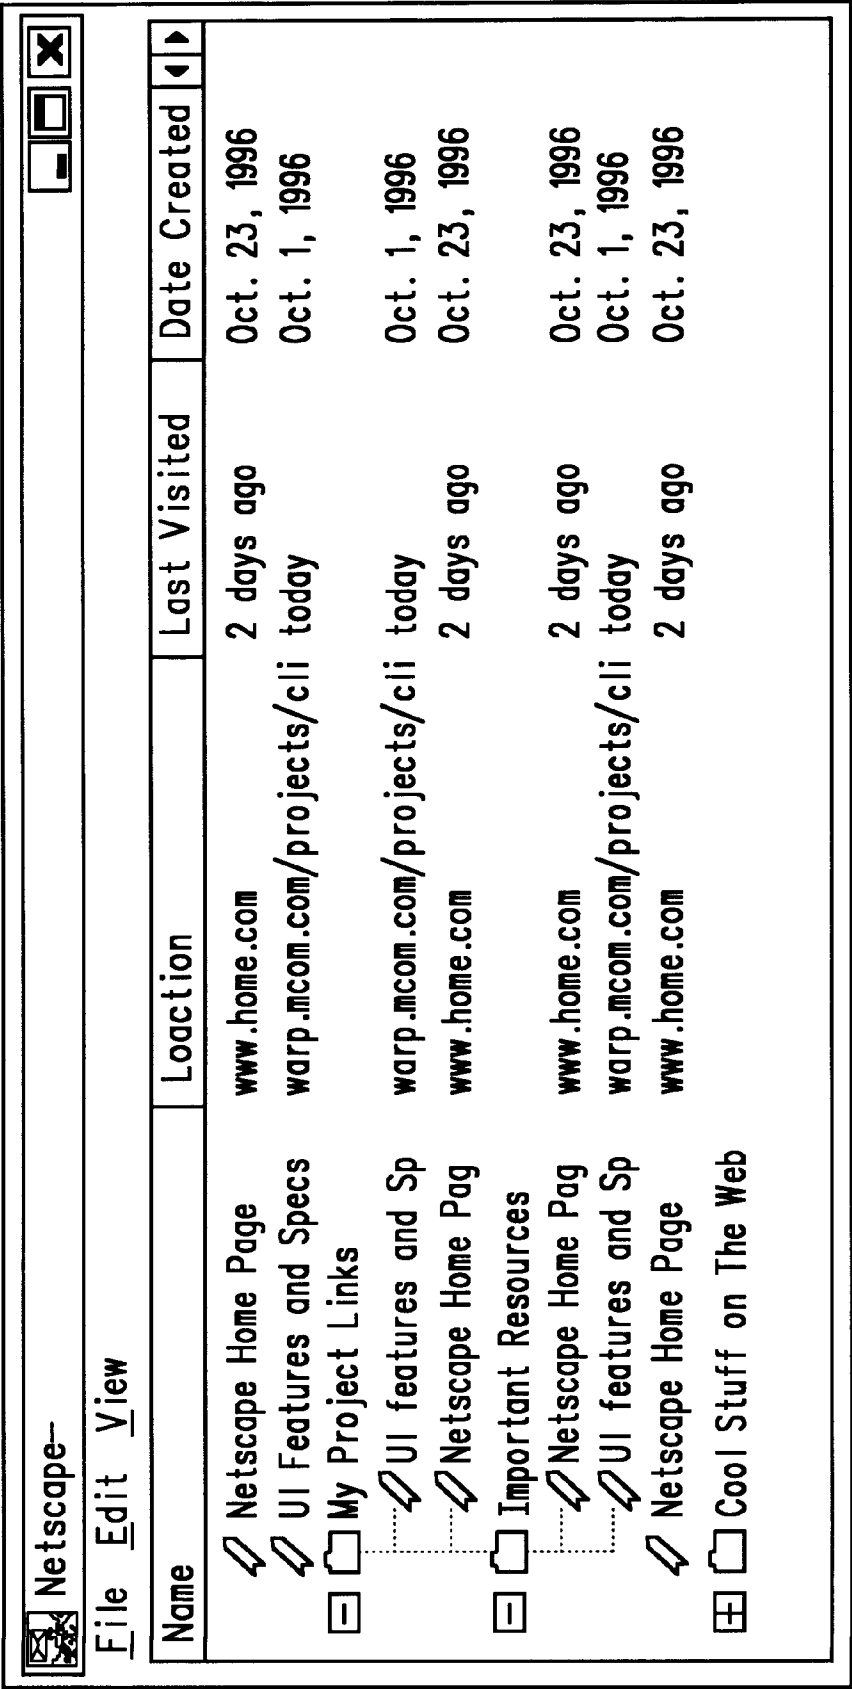 Netscape--
File Edit View
Name Loaction Last Visited Date Created
Netscape Home Page www.home.com 2 days ago Oct. 23, 1996
UI Features and Specs warp.mcom.com/projects/cli today Oct. 1, 1996
My Project Links
UI features and Sp warp.mcom.com/projects/cli today Oct. 1, 1996
Netscape Home Pag www.home.com 2 days ago Oct. 23, 1996
Important Resources
Netscape Home Pag www.home.com 2 days ago Oct. 23, 1996
UI features and Sp warp.mcom.com/projects/cli today Oct. 1, 1996
Netscape Home Page www.home.com 2 days ago Oct. 23, 1996
Cool Stuff on The Web